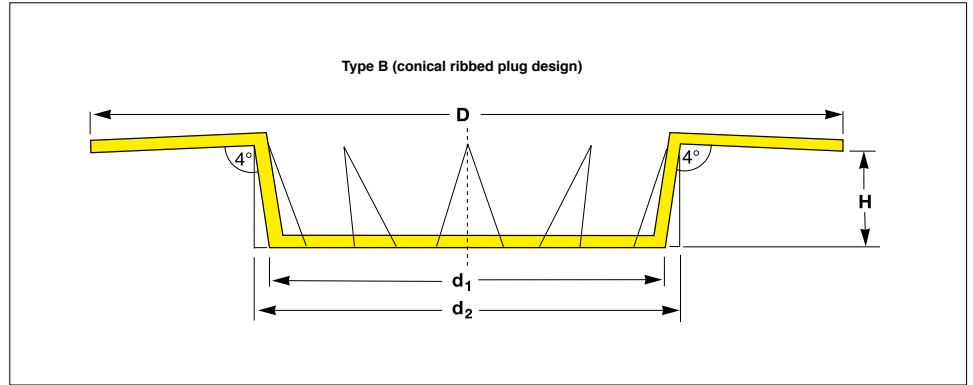 Type B (conical ribbed plug design)
D
4°
4°
H
d₁
d₂